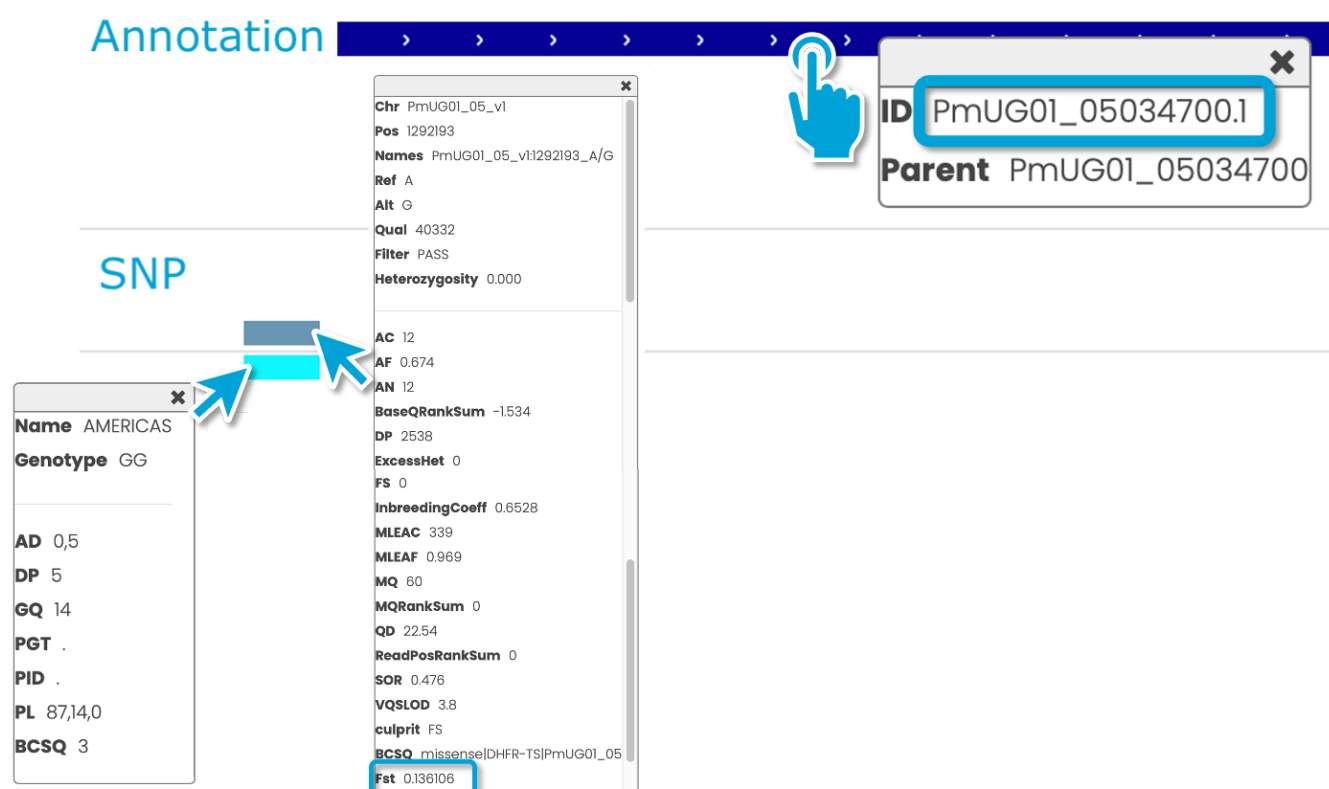 Annotation
ID PmUG01_05034700.1
Parent PmUG01_05034700
Chr PmUG01_05_v1
Pos 1292193
Names PmUG01_05_v1:1292193_A/G
Ref A
Alt G
Qual 40332
Filter PASS
Heterozygosity 0.000
AC 12
AF 0.674
AN 12
BaseQRankSum -1.534
DP 2538
ExcessHet 0
FS 0
InbreedingCoeff 0.6528
MLEAC 339
MLEAF 0.969
MQ 60
MQRankSum 0
QD 22.54
ReadPosRankSum 0
SOR 0.476
VQSLOD 3.8
culprit FS
BCSQ missense|DHFR-TS|PmUG01_05
Fst 0.136106
SNP
Name AMERICAS
Genotype GG
AD 0,5
DP 5
GQ 14
PGT .
PID .
PL 87,14,0
BCSQ 3